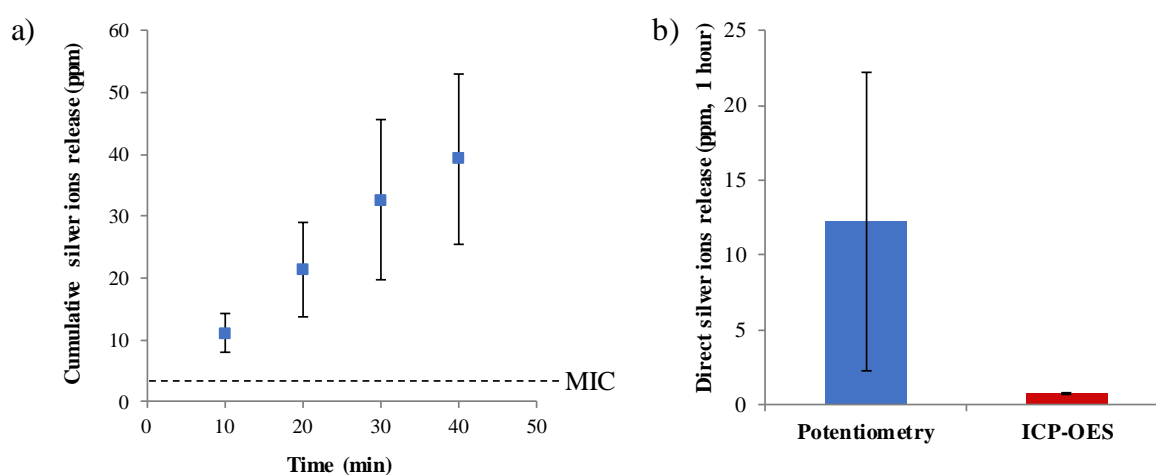 a)
Cumulative silver ions release (ppm)
60
50
40
30
20
10
0
MIC
0 10 20 30 40 50
Time (min)
b)
Direct silver ions release (ppm, 1 hour)
25
20
15
10
5
0
Potentiometry ICP-OES